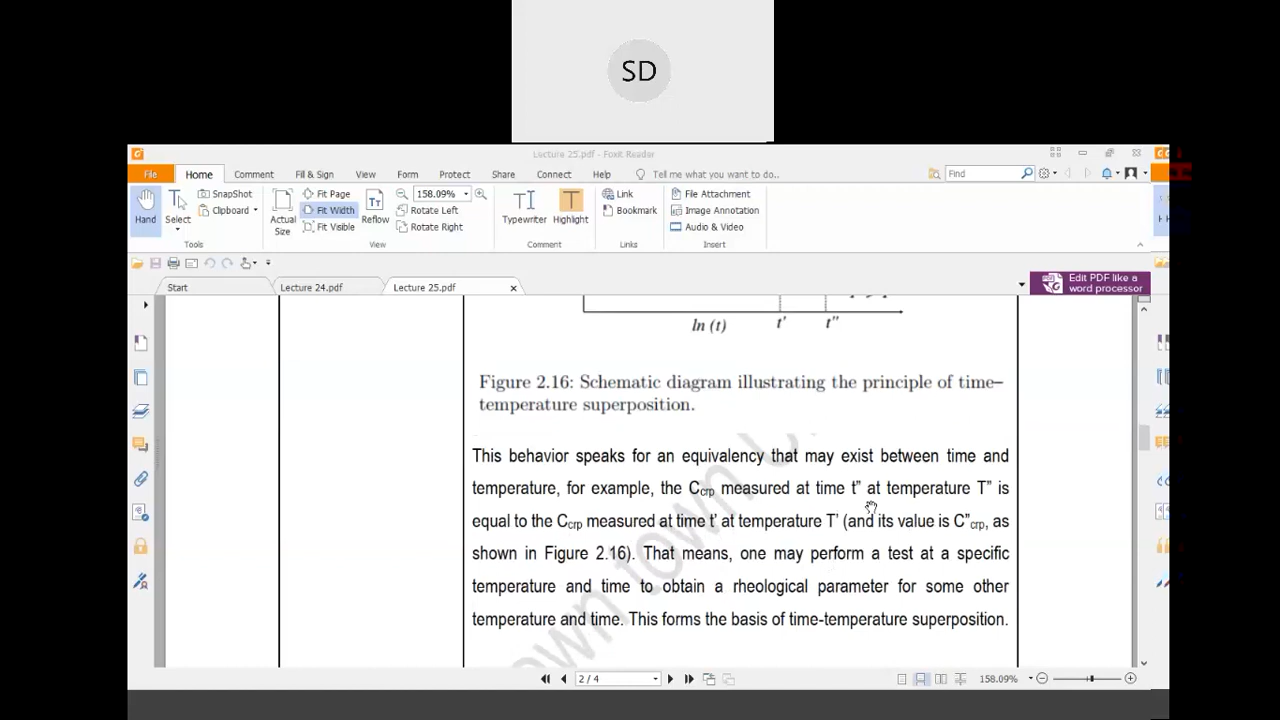 SD
Lecture 25.pdf - Foxit Reader
File Home Comment Fill & Sign View Form Protect Share Connect Help Tell me what you want to do.. Find
SnapShot Fit Page 158.09% Link File Attachment
Clipboard Fit Width Rotate Left Bookmark Image Annotation
Hand Select Actual Size Fit Visible Reflow Rotate Right Typewriter Highlight Audio & Video
Tools View Comment Links Insert
Start Lecture 24.pdf Lecture 25.pdf Edit PDF like a word processor
ln (t) t' t"
Figure 2.16: Schematic diagram illustrating the principle of time–
temperature superposition.
This behavior speaks for an equivalency that may exist between time and
temperature, for example, the Ccrp measured at time t” at temperature T” is
equal to the Ccrp measured at time t’ at temperature T’ (and its value is C”crp, as
shown in Figure 2.16). That means, one may perform a test at a specific
temperature and time to obtain a rheological parameter for some other
temperature and time. This forms the basis of time-temperature superposition.
2 / 4 158.09%